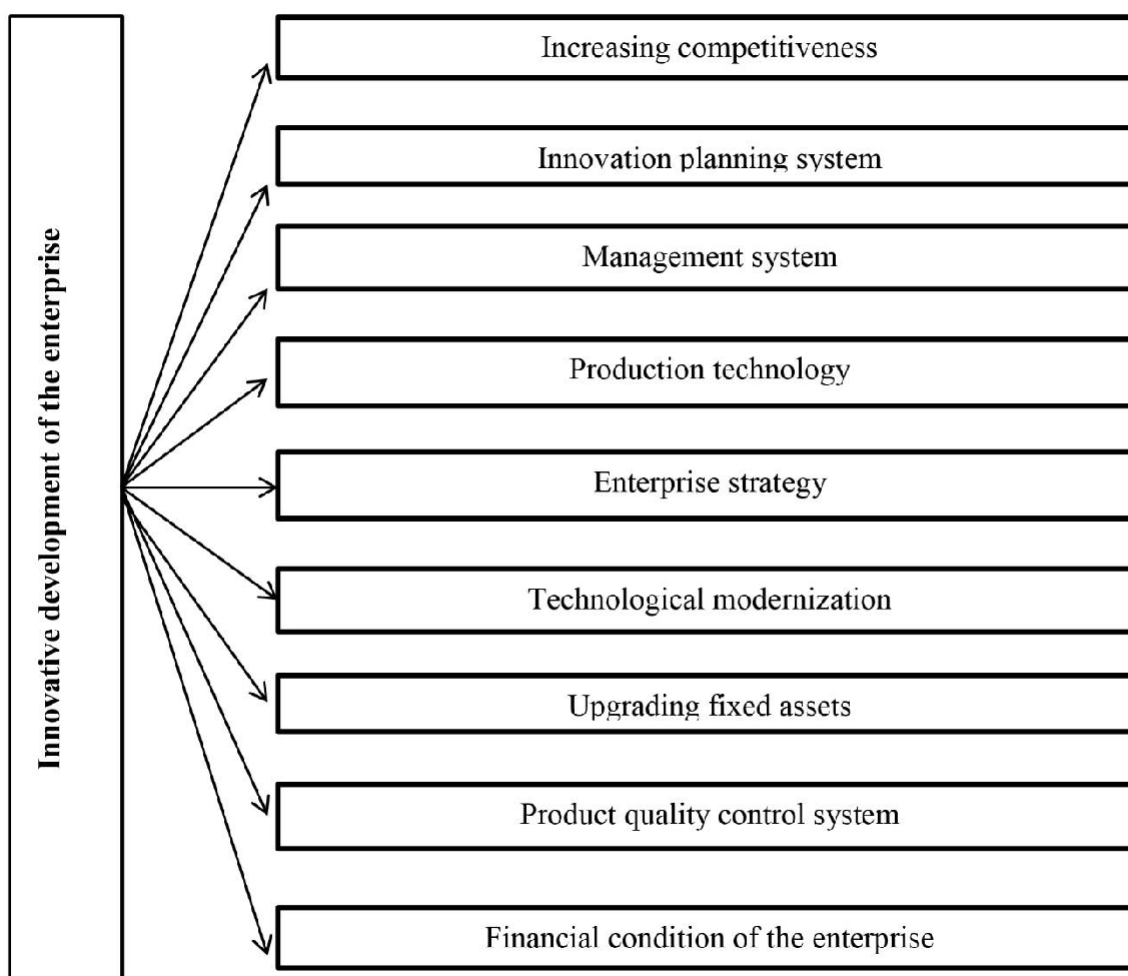 Innovative development of the enterprise
Increasing competitiveness
Innovation planning system
Management system
Production technology
Enterprise strategy
Technological modernization
Upgrading fixed assets
Product quality control system
Financial condition of the enterprise